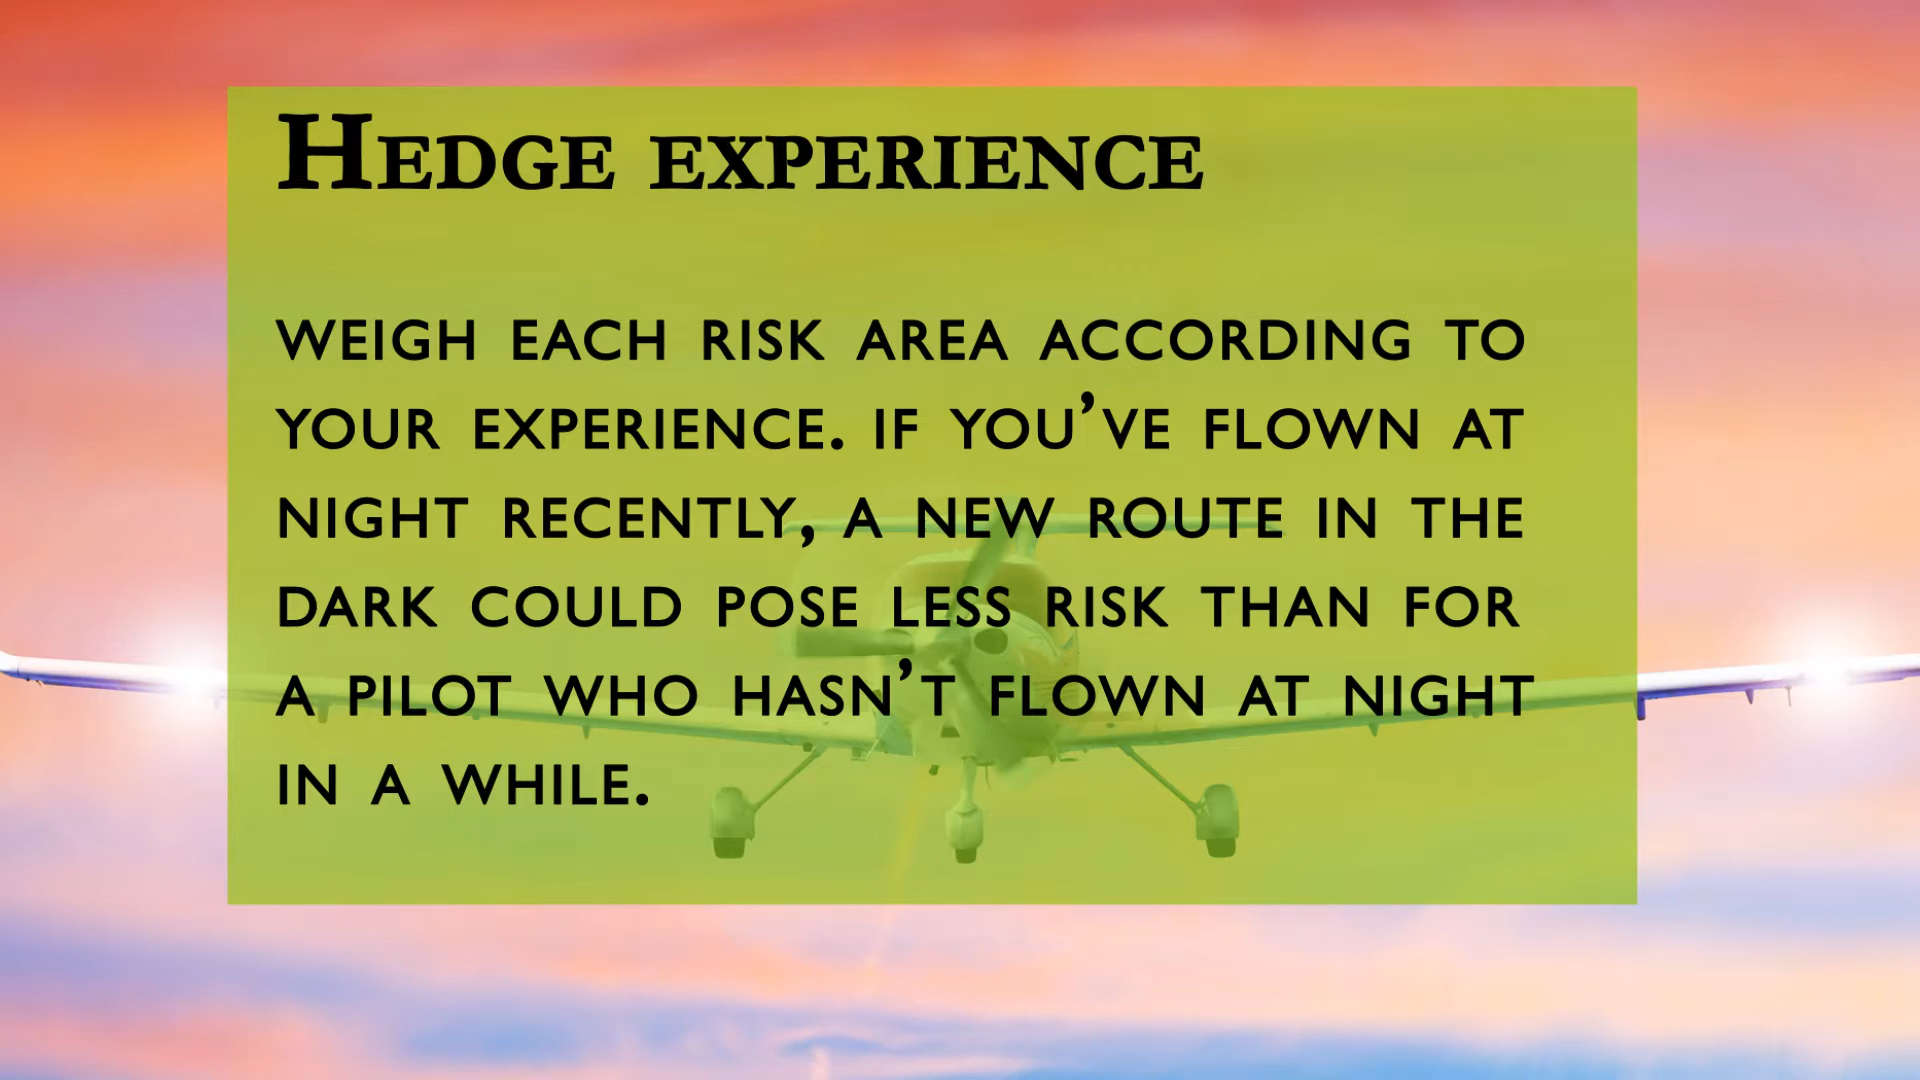 Hedge experience
WEIGH EACH RISK AREA ACCORDING TO
YOUR EXPERIENCE. IF YOU’VE FLOWN AT
NIGHT RECENTLY, A NEW ROUTE IN THE
DARK COULD POSE LESS RISK THAN FOR
A PILOT WHO HASN’T FLOWN AT NIGHT
IN A WHILE.